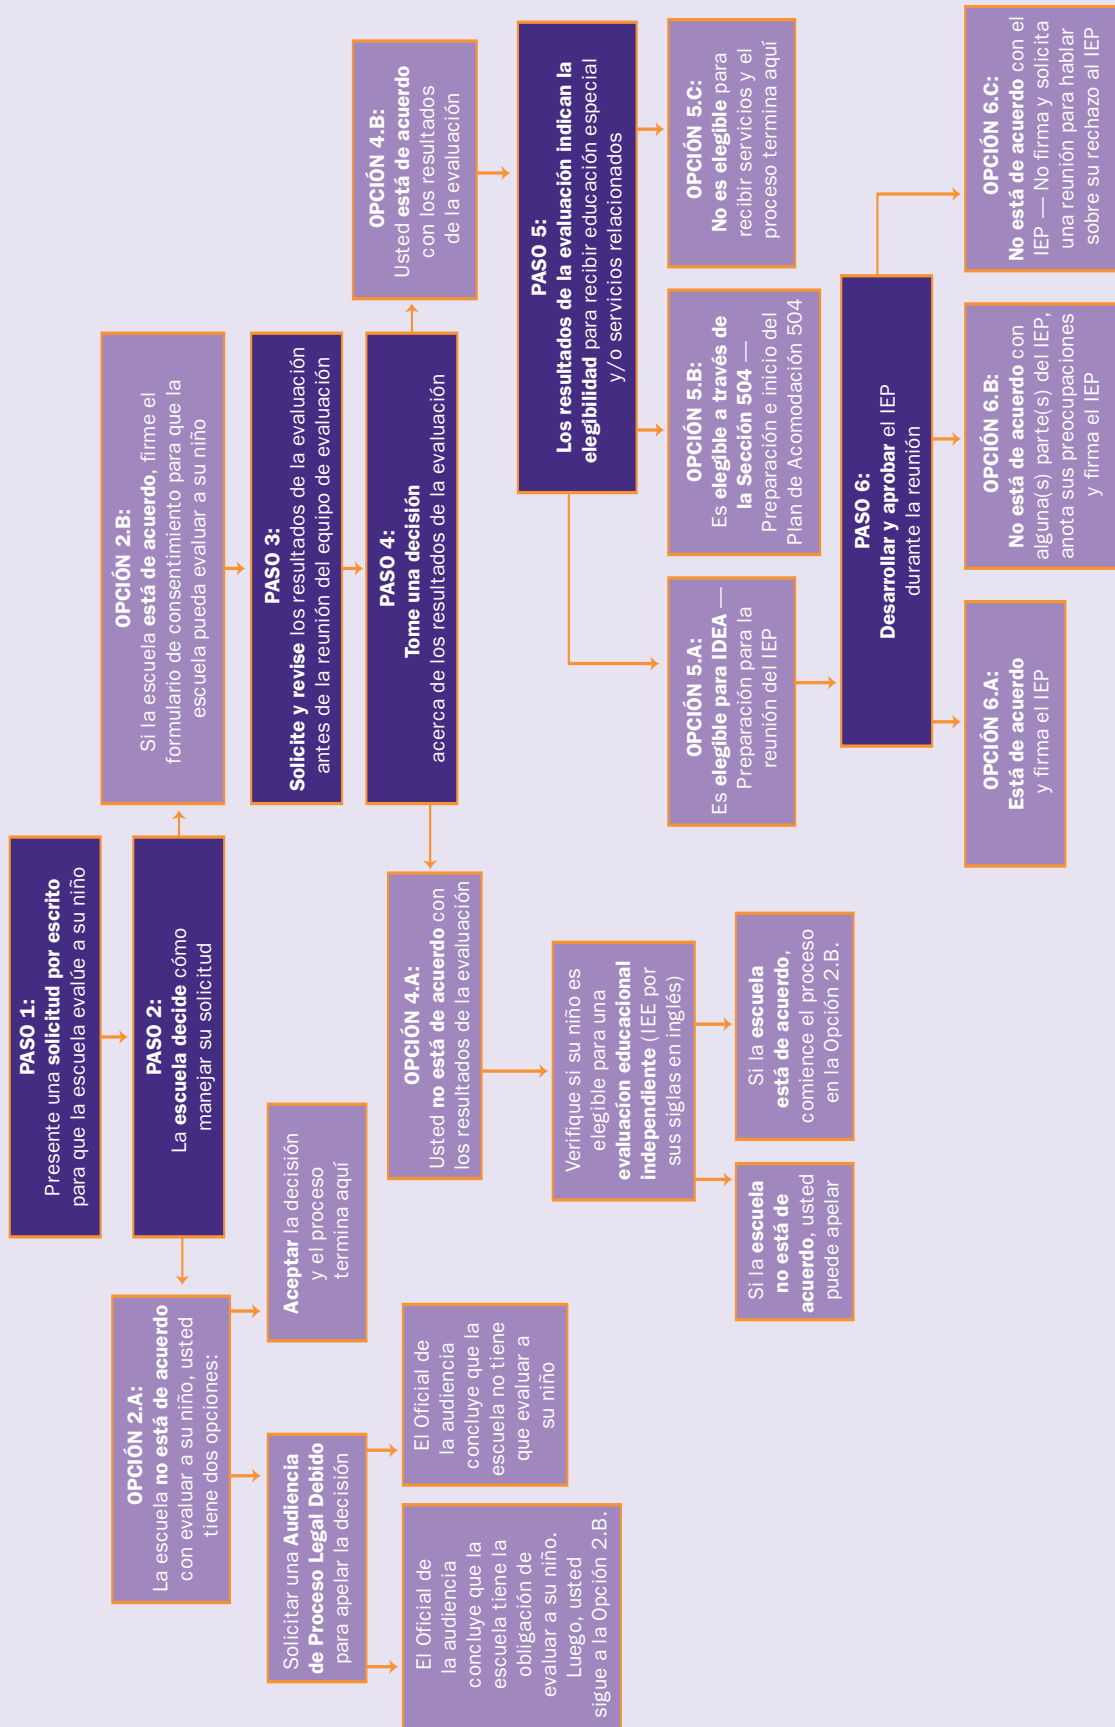 PASO 1:
Presente una solicitud por escrito
para que la escuela evalúe a su niño
PASO 2:
La escuela decide cómo
manejar su solicitud
OPCIÓN 2.A:
La escuela no está de acuerdo
con evaluar a su niño, usted
tiene dos opciones:
Solicitar una Audiencia
de Proceso Legal Debido
para apelar la decisión
El Oficial de
la audiencia
concluye que la
escuela tiene la
obligación de
evaluar a su niño.
Luego, usted
sigue a la Opción 2.B.
El Oficial de
la audiencia
concluye que la
escuela no tiene
que evaluar a
su niño
Aceptar la decisión
y el proceso
termina aquí
OPCIÓN 2.B:
Si la escuela está de acuerdo, firme el
formulario de consentimiento para que la
escuela pueda evaluar a su niño
PASO 3:
Solicite y revise los resultados de la evaluación
antes de la reunión del equipo de evaluación
PASO 4:
Tome una decisión
acerca de los resultados de la evaluación
OPCIÓN 4.A:
Usted no está de acuerdo con
los resultados de la evaluación
Verifique si su niño es
elegible para una
evaluacíon educacional
independiente (IEE por
sus siglas en inglés)
Si la escuela
no está de
acuerdo, usted
puede apelar
Si la escuela
está de acuerdo,
comience el proceso
en la Opción 2.B.
OPCIÓN 4.B:
Usted está de acuerdo
con los resultados
de la evaluación
PASO 5:
Los resultados de la evaluación indican la
elegibilidad para recibir educación especial
y/o servicios relacionados
OPCIÓN 5.A:
Es elegible para IDEA —
Preparación para la
reunión del IEP
OPCIÓN 5.B:
Es elegible a través de
la Sección 504 —
Preparación e inicio del
Plan de Acomodación 504
OPCIÓN 5.C:
No es elegible para
recibir servicios y el
proceso termina aquí
PASO 6:
Desarrollar y aprobar el IEP
durante la reunión
OPCIÓN 6.A:
Está de acuerdo
y firma el IEP
OPCIÓN 6.B:
No está de acuerdo con
alguna(s) parte(s) del IEP,
anota sus preocupaciones
y firma el IEP
OPCIÓN 6.C:
No está de acuerdo con el
IEP — No firma y solicita
una reunión para hablar
sobre su rechazo al IEP